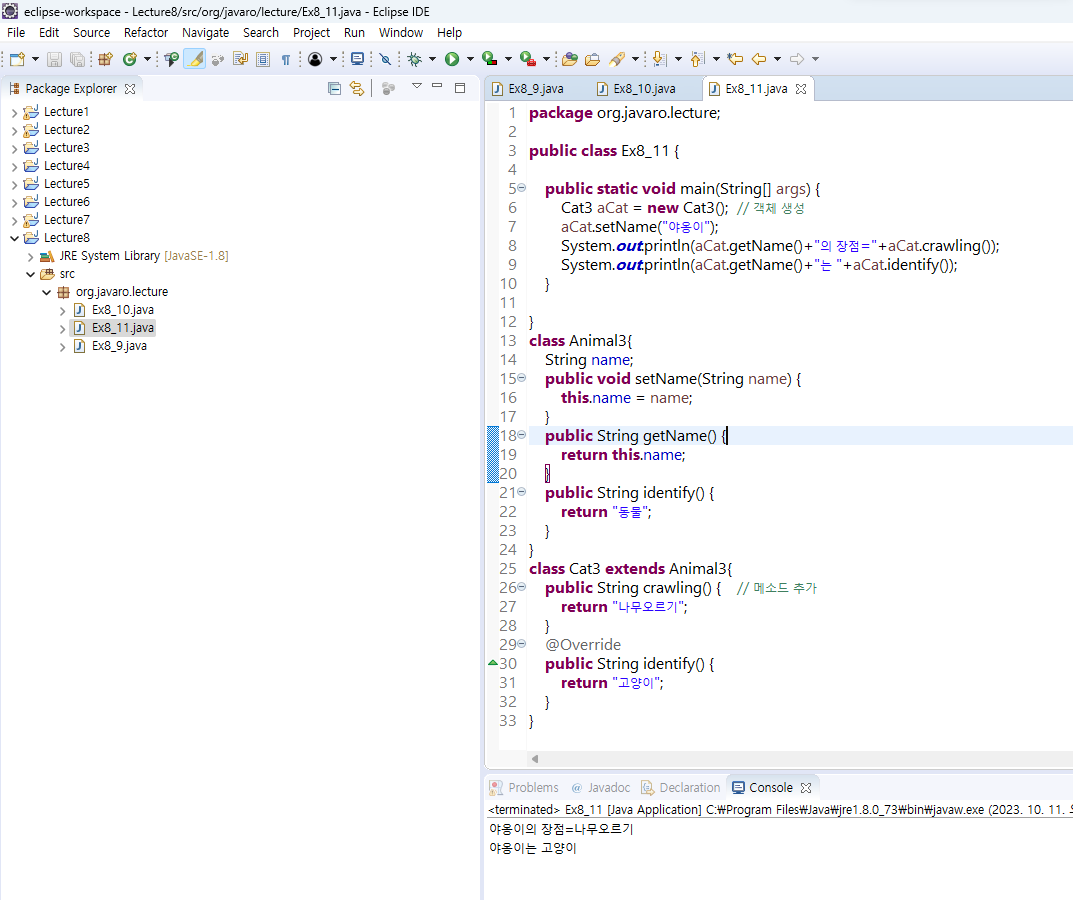 eclipse-workspace - Lecture8/src/org/javaro/lecture/Ex8_11.java - Eclipse IDE
File Edit Source Refactor Navigate Search Project Run Window Help
Package Explorer
Lecture1
Lecture2
Lecture3
Lecture4
Lecture5
Lecture6
Lecture7
Lecture8
JRE System Library [JavaSE-1.8]
src
org.javaro.lecture
Ex8_10.java
Ex8_11.java
Ex8_9.java
Ex8_9.java Ex8_10.java Ex8_11.java
1 package org.javaro.lecture;
2
3 public class Ex8_11 {
4
5 public static void main(String[] args) {
6 Cat3 aCat = new Cat3(); // 객체 생성
7 aCat.setName("야옹이");
8 System.out.println(aCat.getName()+"의 장점="+aCat.crawling());
9 System.out.println(aCat.getName()+"는 "+aCat.identify());
10 }
11
12 }
13 class Animal3{
14 String name;
15 public void setName(String name) {
16 this.name = name;
17 }
18 public String getName() {
19 return this.name;
20 }
21 public String identify() {
22 return "동물";
23 }
24 }
25 class Cat3 extends Animal3{
26 public String crawling() { // 메소드 추가
27 return "나무오르기";
28 }
29 @Override
30 public String identify() {
31 return "고양이";
32 }
33 }
Problems @ Javadoc Declaration Console
<terminated> Ex8_11 [Java Application] C:₩Program Files₩Java₩jre1.8.0_73₩bin₩javaw.exe (2023. 10. 11.
야옹이의 장점=나무오르기
야옹이는 고양이